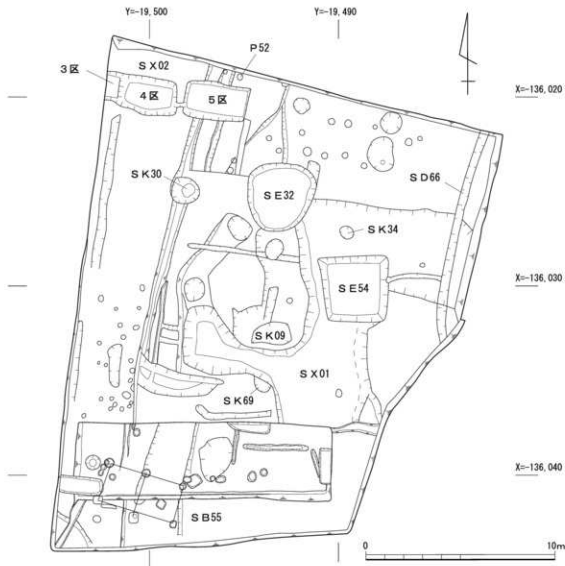 Y=-19,500
Y=-19,490
P52
SX02
3区
4区
5区
X=-136,020
SD66
SK30
SE32
SK34
X=-136,030
SE54
SK09
SX01
SK69
X=-136,040
SB55
0
10m